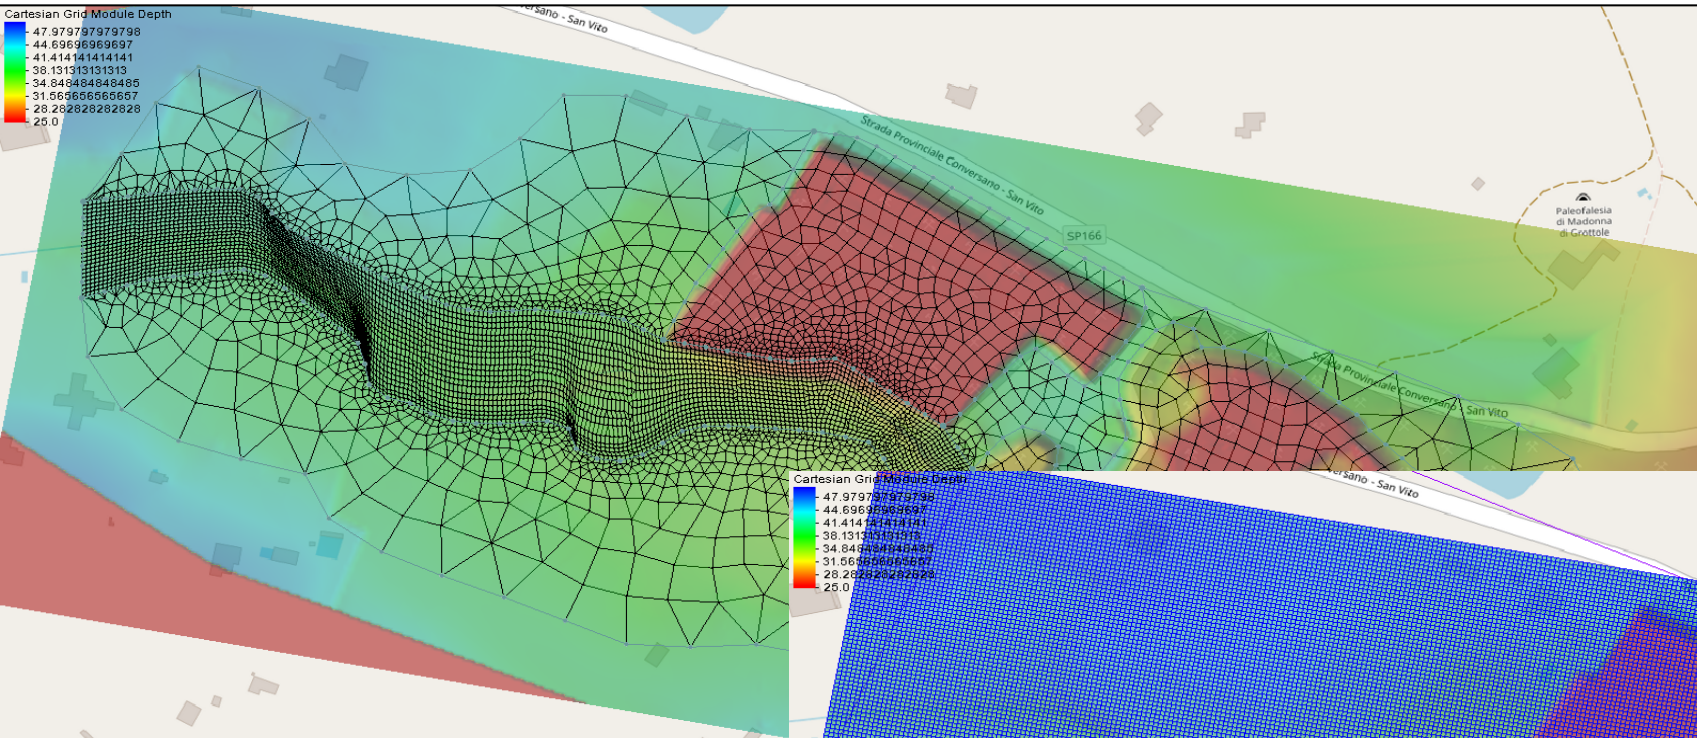 Cartesian Grid Module Depth
47.979797979798
44.69696969697
41.414141414141
38.131313131313
34.848484848485
31.565656565657
28.282828282828
25.0
versano - San Vito
Strada Provinciale Conversano - San Vito
SP166
Paleofalesia
di Madonna
di Grottole
Strada Provinciale Conversano - San Vito
Cartesian Grid Module Depth
47.979797979798
44.69696969697
41.414141414141
38.131313131313
34.848484848485
31.565656565657
28.282828282828
25.0
versano - San Vito